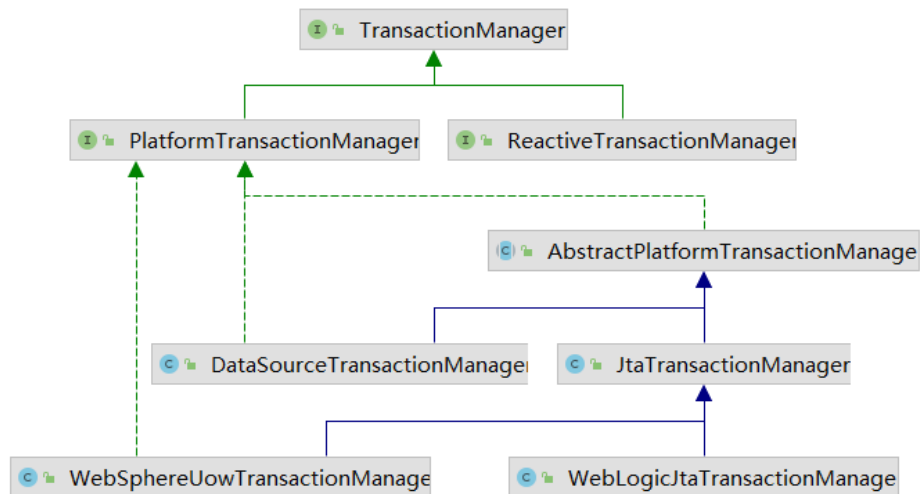 I TransactionManager
I PlatformTransactionManager
I ReactiveTransactionManager
C AbstractPlatformTransactionManage
C DataSourceTransactionManager
C JtaTransactionManager
C WebSphereUowTransactionManage
C WebLogicJtaTransactionManage